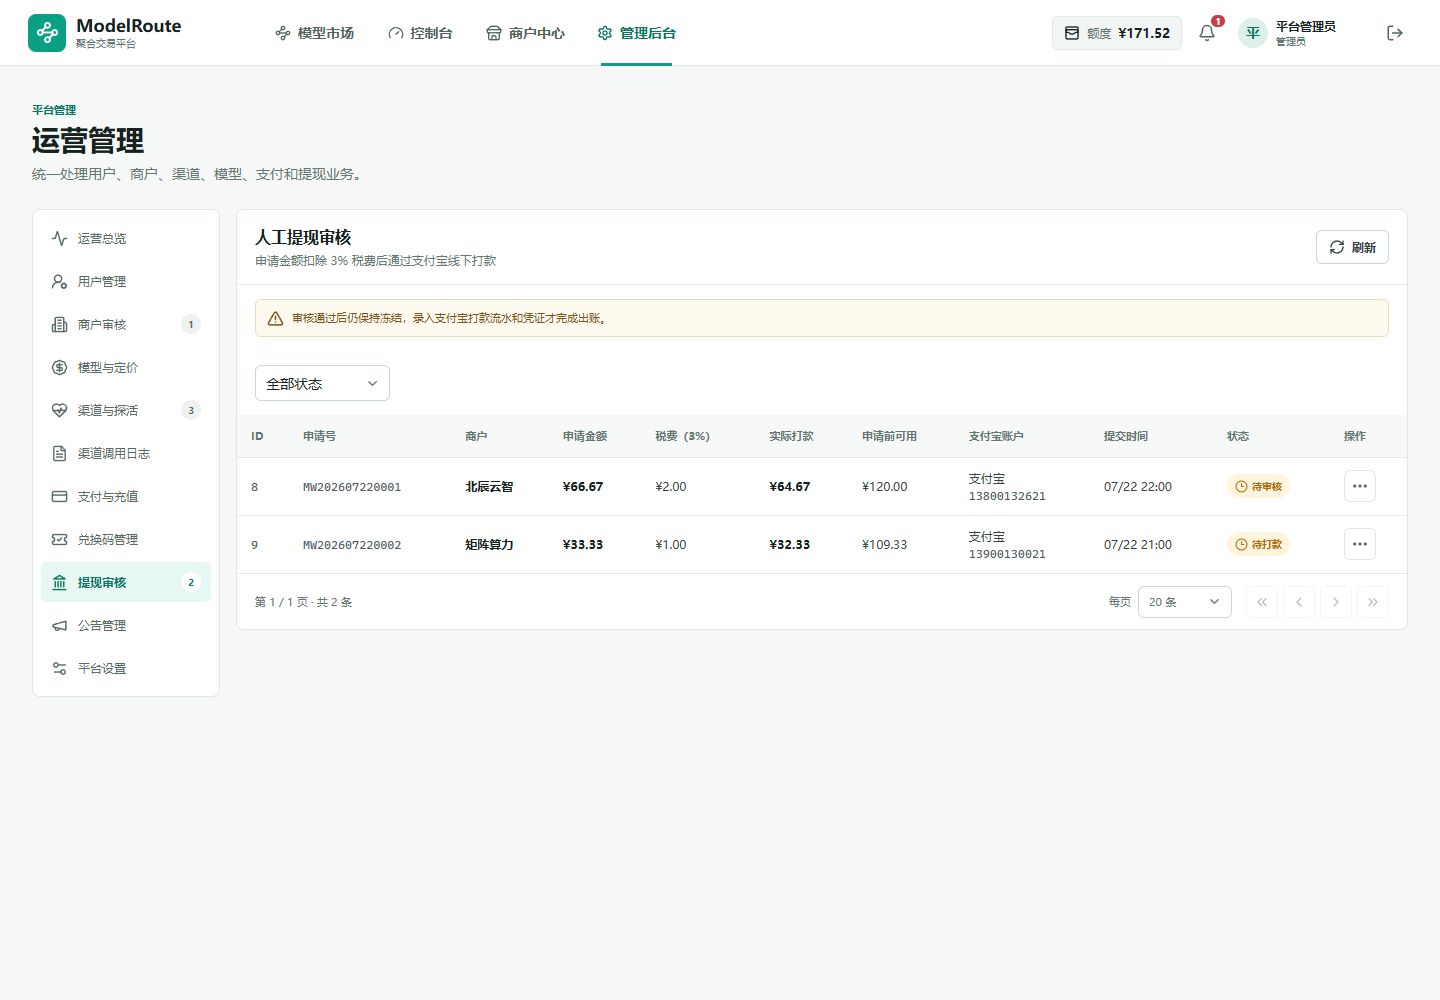 ModelRoute
聚合交易平台
模型市场
控制台
商户中心
管理后台
额度 ¥171.52
1
平
平台管理员
管理员
平台管理
运营管理
统一处理用户、商户、渠道、模型、支付和提现业务。
运营总览
用户管理
商户审核 1
模型与定价
渠道与探活 3
渠道调用日志
支付与充值
兑换码管理
提现审核 2
公告管理
平台设置
人工提现审核
申请金额扣除 3% 税费后通过支付宝线下打款
刷新
审核通过后仍保持冻结，录入支付宝打款流水和凭证才完成出账。
全部状态
ID 申请号 商户 申请金额 税费（3%） 实际打款 申请前可用 支付宝账户 提交时间 状态 操作
8 MW202607220001 北辰云智 ¥66.67 ¥2.00 ¥64.67 ¥120.00 支付宝 13800132621 07/22 22:00 待审核
9 MW202607220002 矩阵算力 ¥33.33 ¥1.00 ¥32.33 ¥109.33 支付宝 13900130021 07/22 21:00 待打款
第 1 / 1 页 · 共 2 条
每页 20 条